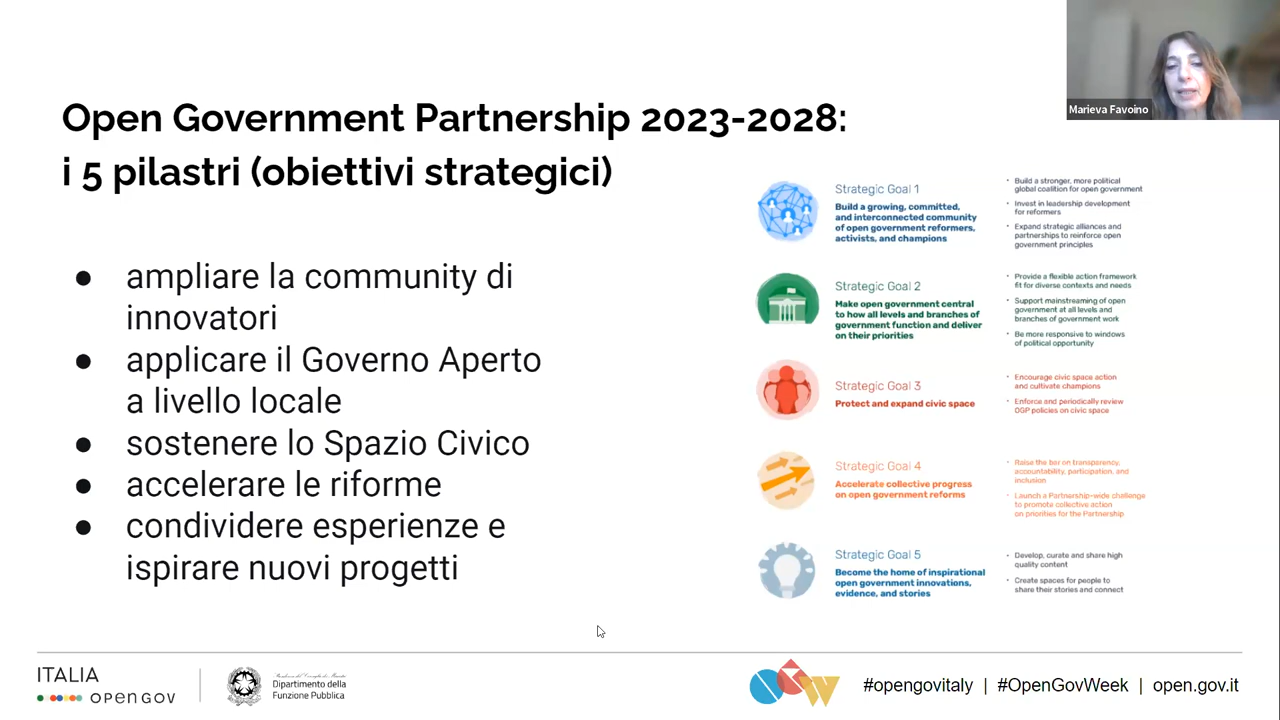 Marieva Favoino
Open Government Partnership 2023-2028:
i 5 pilastri (obiettivi strategici)
● ampliare la community di
innovatori
● applicare il Governo Aperto
a livello locale
● sostenere lo Spazio Civico
● accelerare le riforme
● condividere esperienze e
ispirare nuovi progetti
Strategic Goal 1
Build a growing, committed,
and interconnected community
of open government reformers,
activists, and champions
• Build a stronger, more political
global coalition for open government
• Invest in leadership development
for reformers
• Expand strategic alliances and
partnerships to reinforce open
government principles
Strategic Goal 2
Make open government central
to how all levels and branches of
government function and deliver
on their priorities
• Provide a flexible action framework
fit for diverse contexts and needs
• Support mainstreaming of open
government at all levels and
branches of government work
• Be more responsive to windows
of political opportunity
Strategic Goal 3
Protect and expand civic space
• Encourage civic space action
and cultivate champions
• Enforce and periodically review
OGP policies on civic space
Strategic Goal 4
Accelerate collective progress
on open government reforms
• Raise the bar on transparency,
accountability, participation, and
inclusion
• Launch a Partnership-wide challenge
to promote collective action
on priorities for the Partnership
Strategic Goal 5
Become the home of inspirational
open government innovations,
evidence, and stories
• Develop, curate and share high
quality content
• Create spaces for people to
share their stories and connect
ITALIA
open gov
Dipartimento della
Funzione Pubblica
#opengovitaly | #OpenGovWeek | open.gov.it